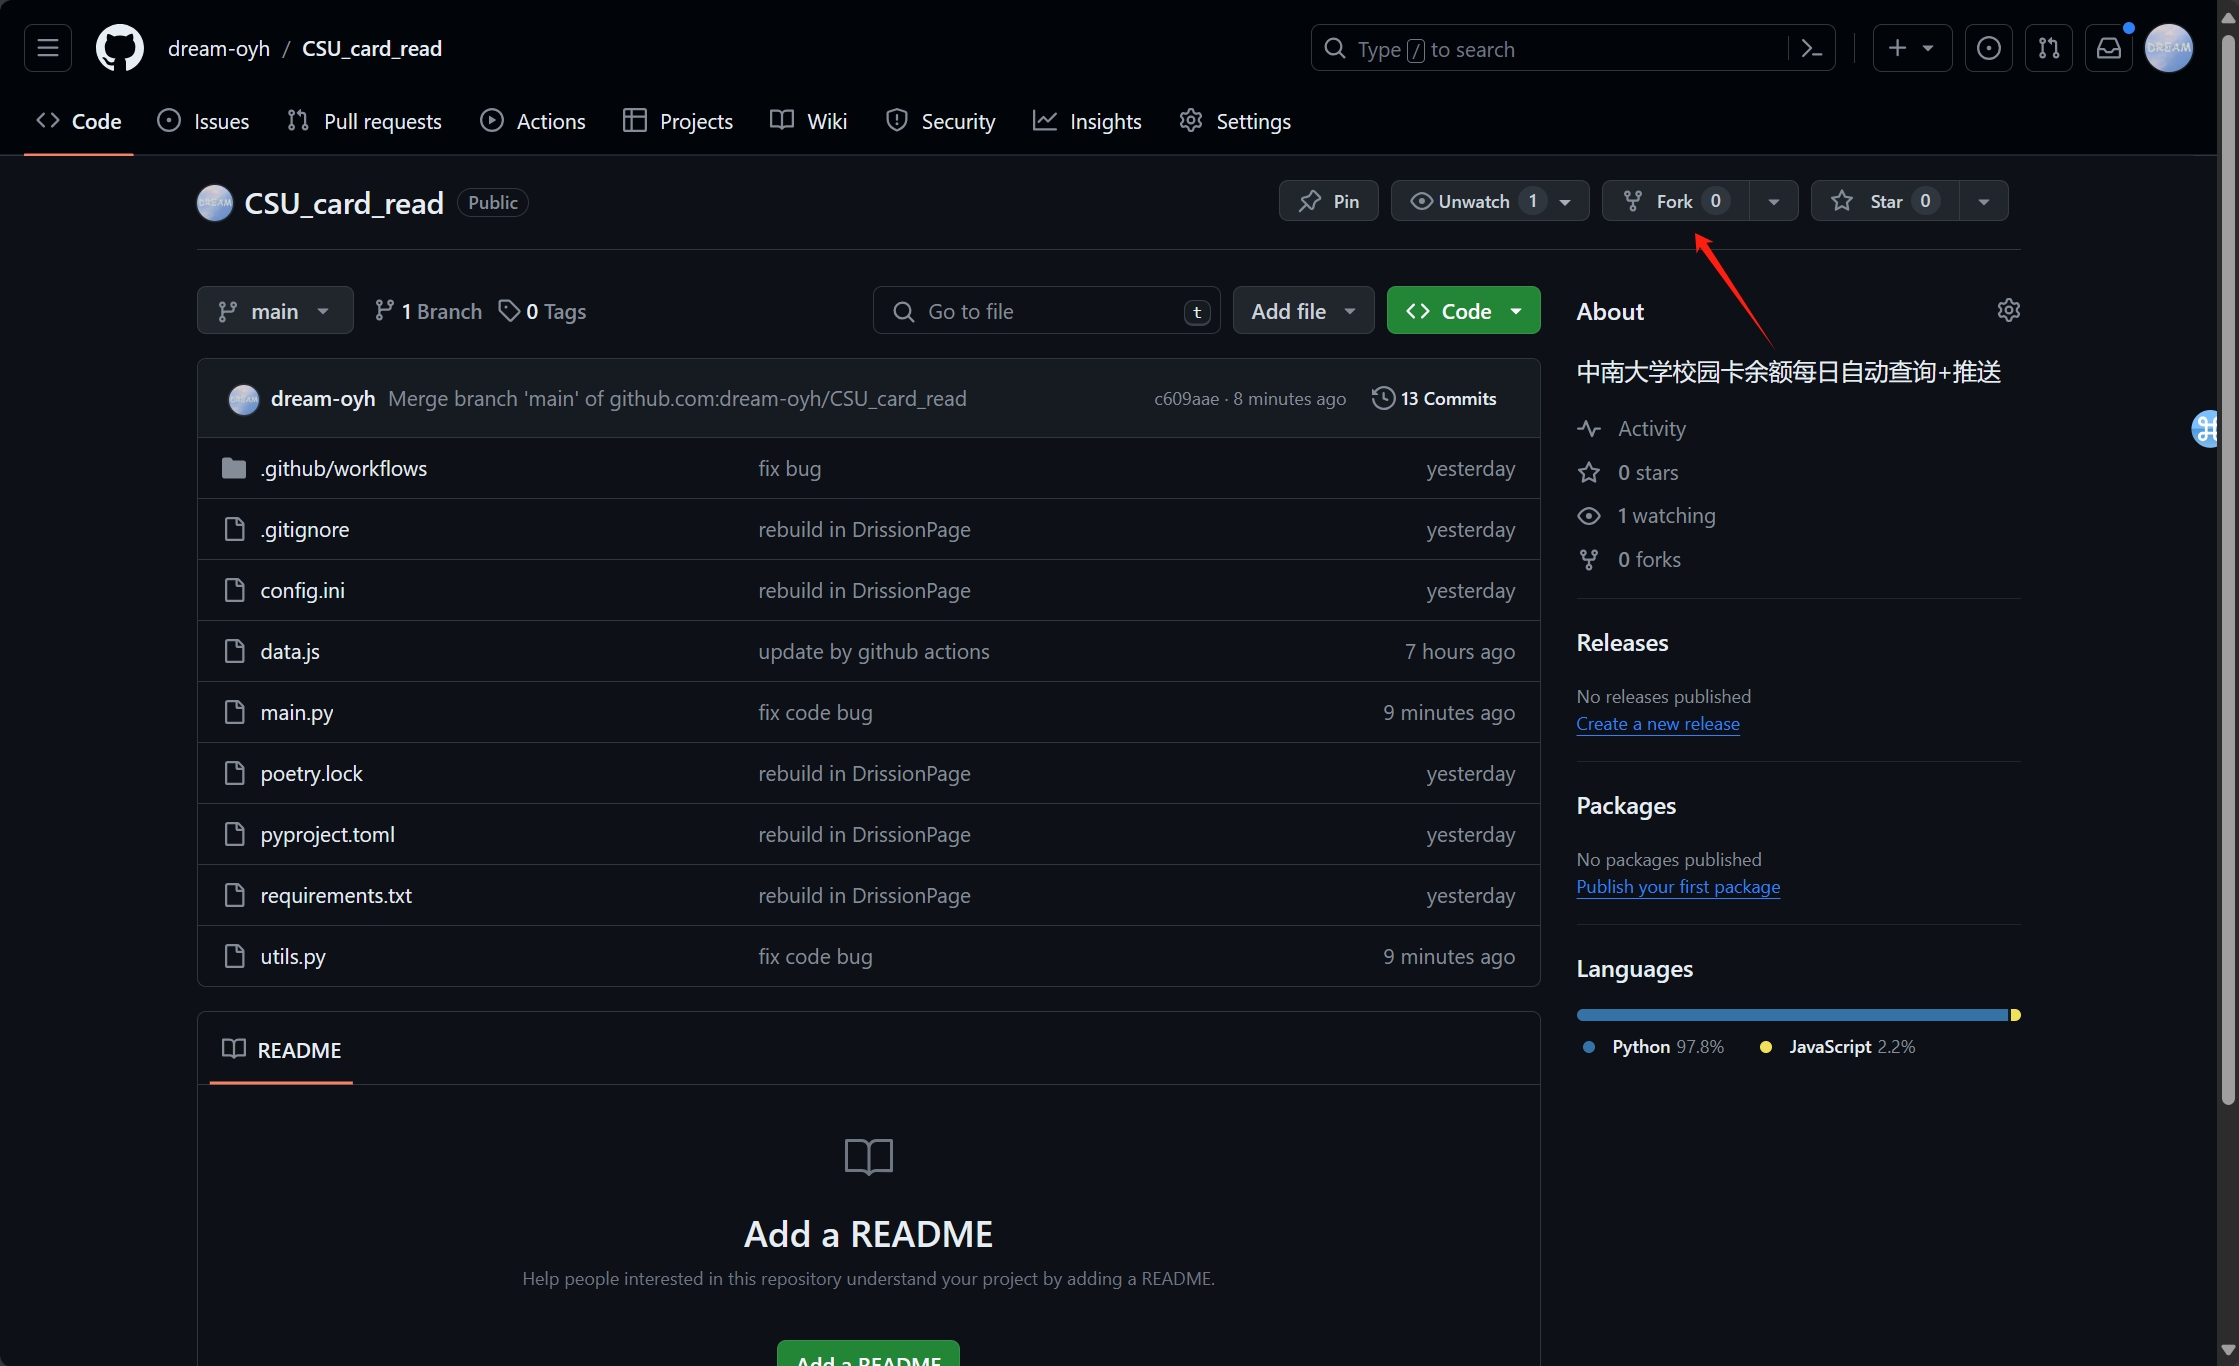 dream-oyh / CSU_card_read
Type / to search
Code Issues Pull requests Actions Projects Wiki Security Insights Settings
CSU_card_read Public
Pin Unwatch 1 Fork 0 Star 0
main 1 Branch 0 Tags Go to file t Add file Code
dream-oyh Merge branch 'main' of github.com:dream-oyh/CSU_card_read c609aae · 8 minutes ago 13 Commits
.github/workflows fix bug yesterday
.gitignore rebuild in DrissionPage yesterday
config.ini rebuild in DrissionPage yesterday
data.js update by github actions 7 hours ago
main.py fix code bug 9 minutes ago
poetry.lock rebuild in DrissionPage yesterday
pyproject.toml rebuild in DrissionPage yesterday
requirements.txt rebuild in DrissionPage yesterday
utils.py fix code bug 9 minutes ago
README
Add a README
Help people interested in this repository understand your project by adding a README.
Add a README
About
中南大学校园卡余额每日自动查询+推送
Activity
0 stars
1 watching
0 forks
Releases
No releases published
Create a new release
Packages
No packages published
Publish your first package
Languages
Python 97.8% JavaScript 2.2%